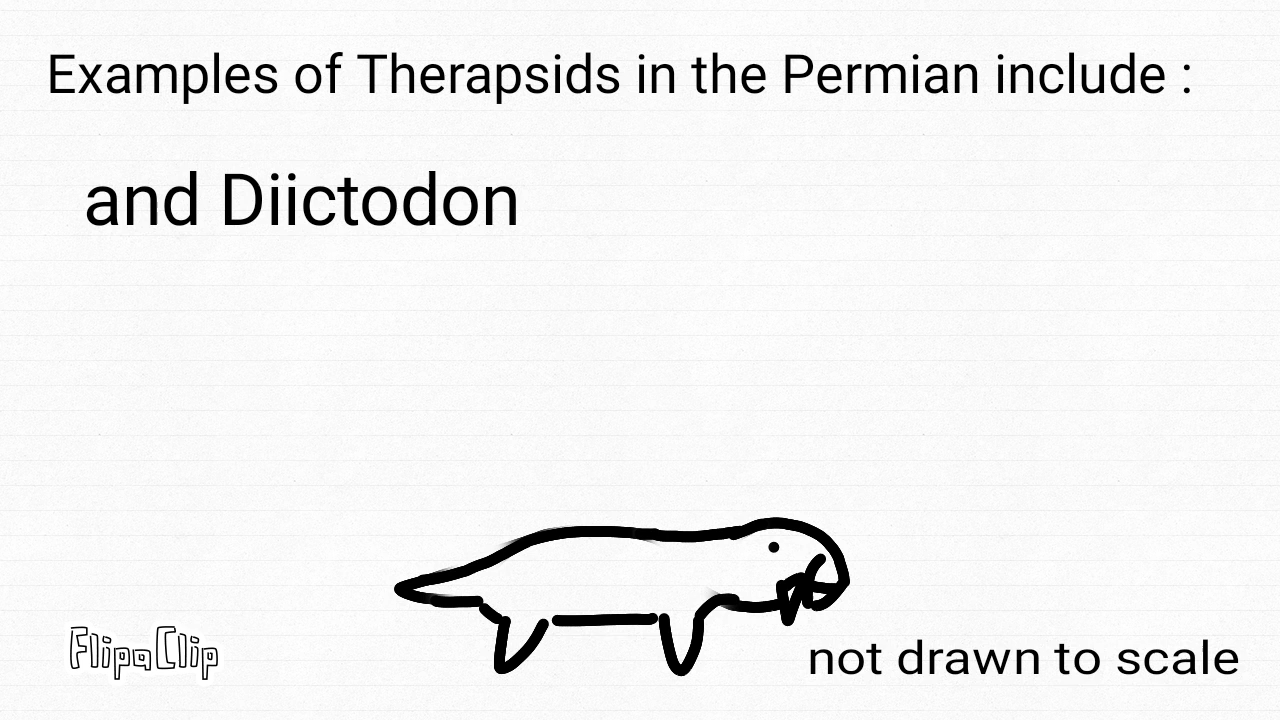 Examples of Therapsids in the Permian include :
and Diictodon
FlipaClip
not drawn to scale